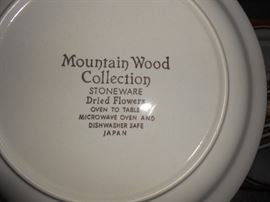 Mountain Wood
Collection
STONEWARE
Dried Flowers
OVEN TO TABLE
MICROWAVE OVEN AND
DISHWASHER SAFE
JAPAN